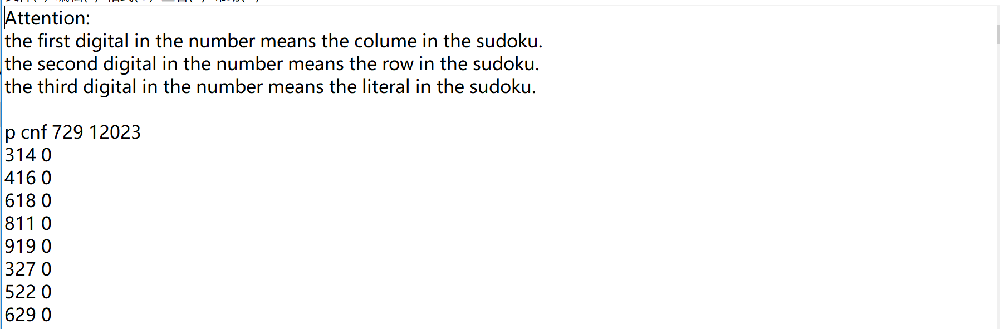 Attention:
the first digital in the number means the colume in the sudoku.
the second digital in the number means the row in the sudoku.
the third digital in the number means the literal in the sudoku.
p cnf 729 12023
314 0
416 0
618 0
811 0
919 0
327 0
522 0
629 0